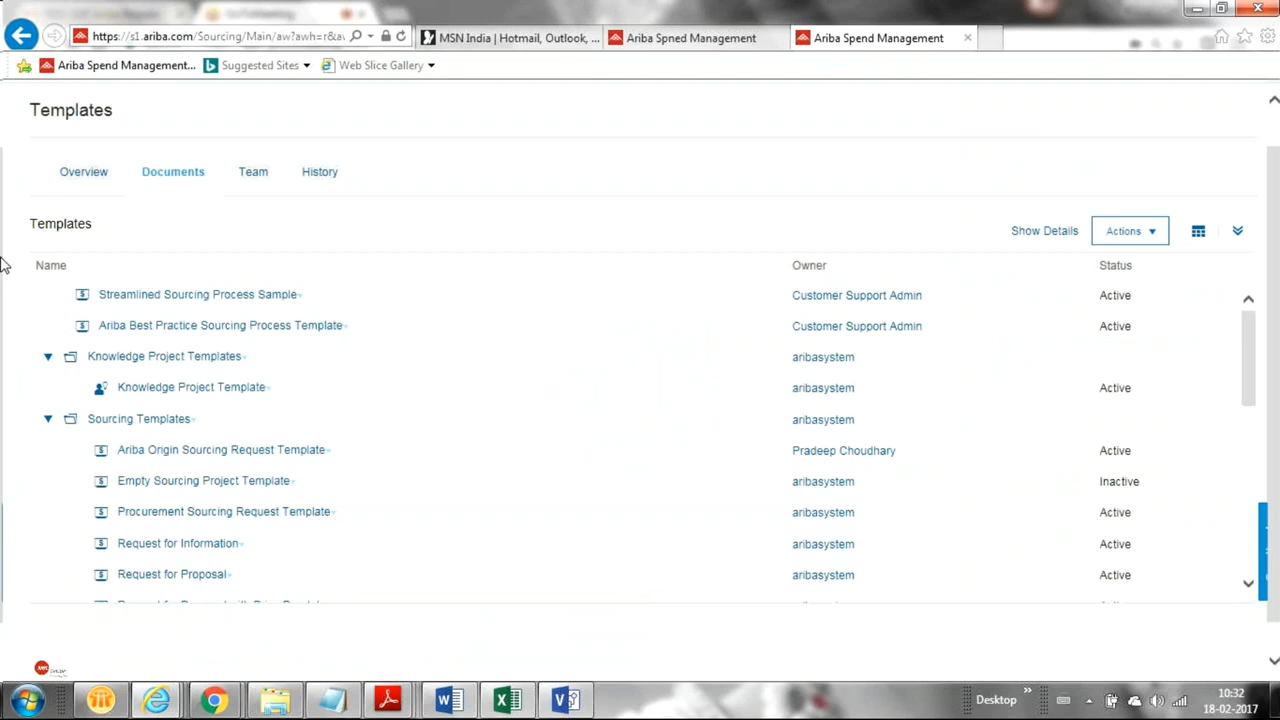 https://s1.ariba.com/Sourcing/Main/aw?awh=r&a
MSN India | Hotmail, Outlook, ...
Ariba Spned Management
Ariba Spend Management
Ariba Spend Management...
Suggested Sites
Web Slice Gallery
Templates
Overview
Documents
Team
History
Templates
Show Details
Actions
Name
Owner
Status
Streamlined Sourcing Process Sample
Customer Support Admin
Active
Ariba Best Practice Sourcing Process Template
Customer Support Admin
Active
Knowledge Project Templates
aribasystem
Knowledge Project Template
aribasystem
Active
Sourcing Templates
aribasystem
Ariba Origin Sourcing Request Template
Pradeep Choudhary
Active
Empty Sourcing Project Template
aribasystem
Inactive
Procurement Sourcing Request Template
aribasystem
Active
Request for Information
aribasystem
Active
Request for Proposal
aribasystem
Active
Desktop
10:32
18-02-2017